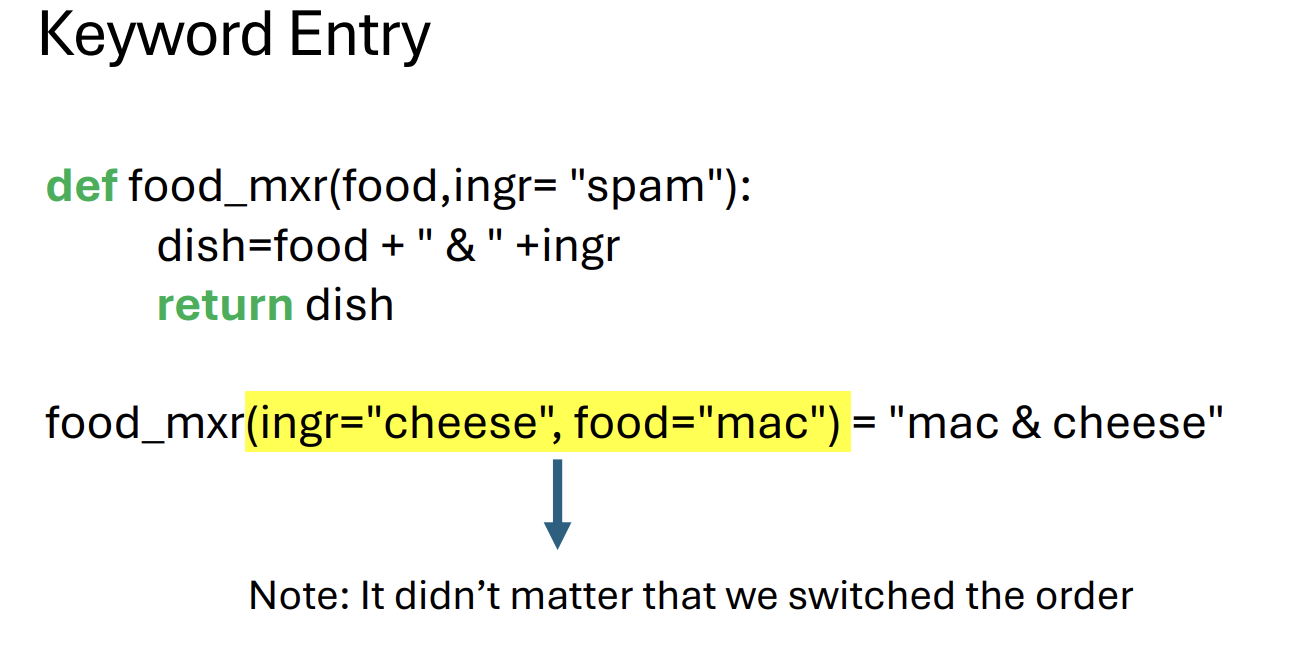 Keyword Entry
def food_mxr(food,ingr= "spam"):
dish=food + " & " +ingr
return dish
food_mxr(ingr="cheese", food="mac") = "mac & cheese"
Note: It didn’t matter that we switched the order